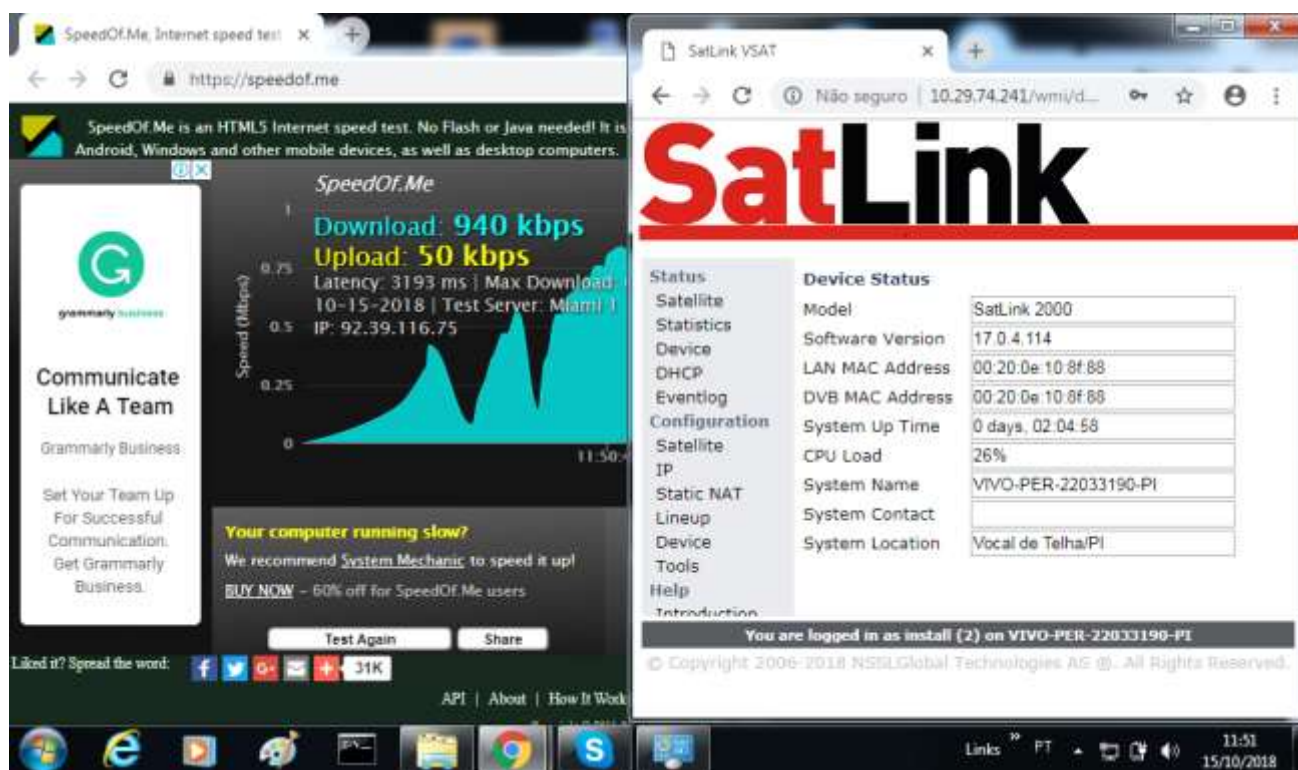 SpeedOf.Me, Internet speed test
https://speedof.me
SpeedOf.Me is an HTML5 Internet speed test. No Flash or Java needed! It is
Android, Windows and other mobile devices, as well as desktop computers.
grammarly business
Communicate
Like A Team
Grammarly Business
Set Your Team Up
For Successful
Communication.
Get Grammarly
Business.
SpeedOf.Me
Download: 940 kbps
Upload: 50 kbps
Latency: 3193 ms | Max Download:
10-15-2018 | Test Server: Miami 1
IP: 92.39.116.75
Speed (Mbps)
1
0.75
0.5
0.25
0
11:50:4
Your computer running slow?
We recommend System Mechanic to speed it up!
BUY NOW – 60% off for SpeedOf.Me users
Test Again
Share
Liked it? Spread the word:
31K
API | About | How It Work
SatLink VSAT
Não seguro | 10.29.74.241/wmi/d...
SatLink
Status
Satellite
Statistics
Device
DHCP
Eventlog
Configuration
Satellite
IP
Static NAT
Lineup
Device
Tools
Help
Introduction
Device Status
Model SatLink 2000
Software Version 17.0.4.114
LAN MAC Address 00:20:0e:10:8f:88
DVB MAC Address 00:20:0e:10:8f:88
System Up Time 0 days, 02:04:58
CPU Load 26%
System Name VIVO-PER-22033190-PI
System Contact
System Location Vocal de Telha/PI
You are logged in as install (2) on VIVO-PER-22033190-PI
© Copyright 2006-2018 NSSLGlobal Technologies AS ®. All Rights Reserved.
Links
PT
11:51
15/10/2018